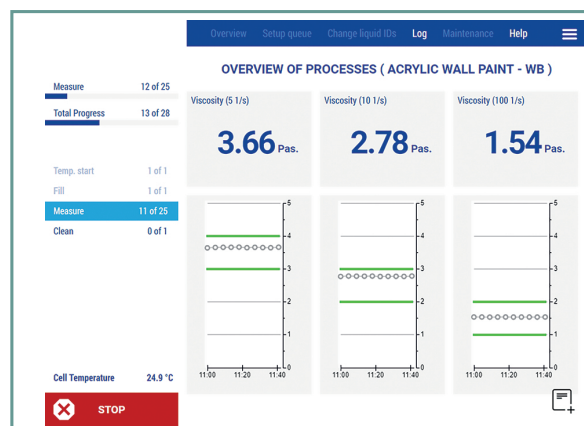 Overview Setup queue Change liquid IDs Log Maintenance Help
OVERVIEW OF PROCESSES ( ACRYLIC WALL PAINT - WB )
Measure 12 of 25
Total Progress 13 of 28
Temp. start 1 of 1
Fill 1 of 1
Measure 11 of 25
Clean 0 of 1
Cell Temperature 24.9 °C
STOP
Viscosity (5 1/s)
3.66 Pas.
Viscosity (10 1/s)
2.78 Pas.
Viscosity (100 1/s)
1.54 Pas.
5
4
3
2
1
0
11:00 11:20 11:40
5
4
3
2
1
0
11:00 11:20 11:40
5
4
3
2
1
0
11:00 11:20 11:40